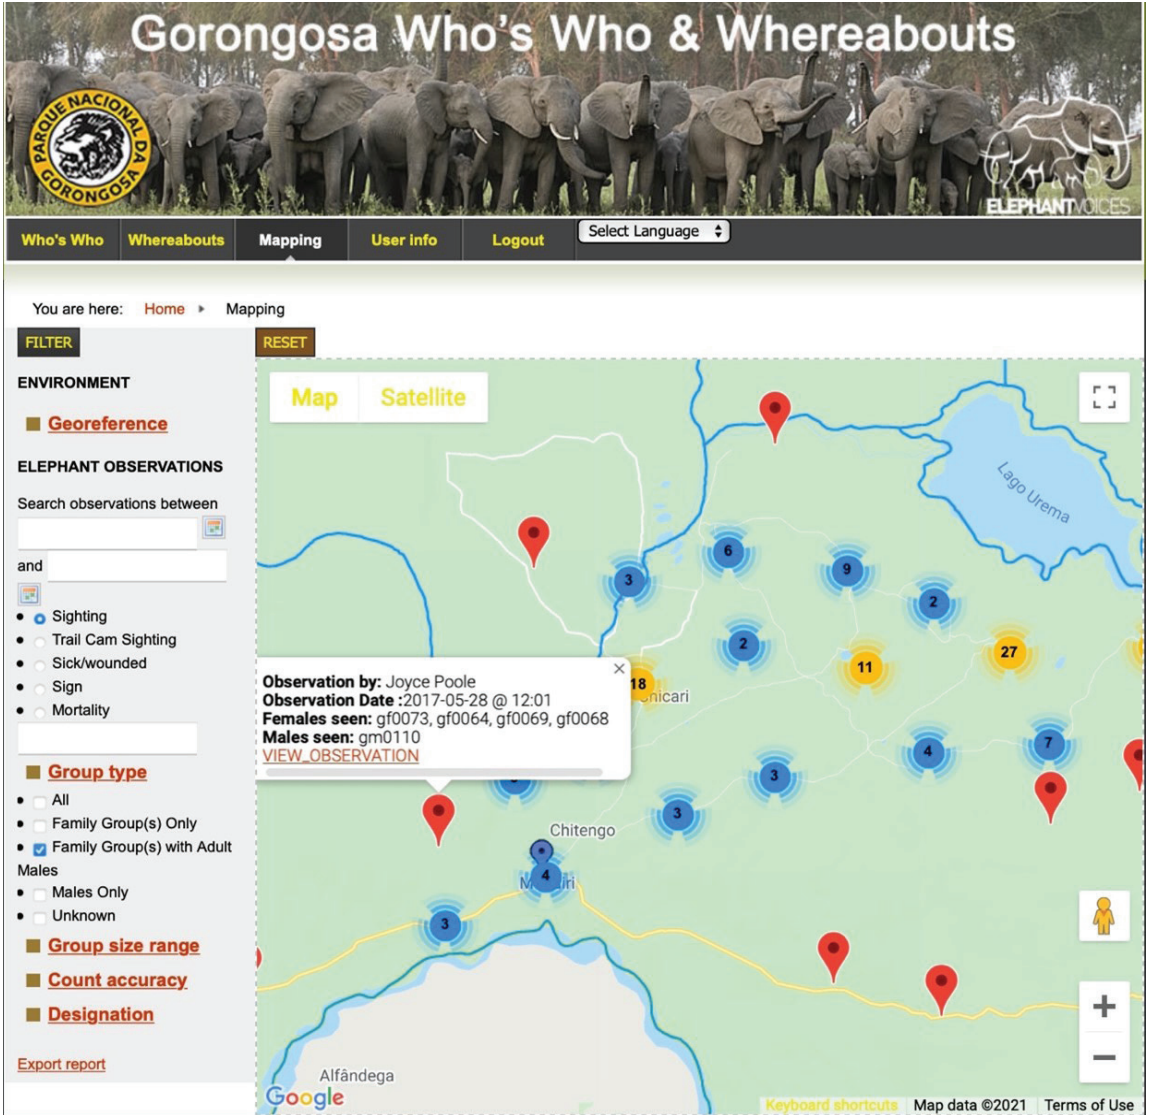 Gorongosa Who's Who & Whereabouts
PARQUE NACIONAL DA GORONGOSA
ELEPHANTVOICES
Who's Who Whereabouts Mapping User info Logout Select Language
You are here: Home Mapping
FILTER
RESET
ENVIRONMENT
Georeference
ELEPHANT OBSERVATIONS
Search observations between
and
Sighting
Trail Cam Sighting
Sick/wounded
Sign
Mortality
Group type
All
Family Group(s) Only
Family Group(s) with Adult
Males
Males Only
Unknown
Group size range
Count accuracy
Designation
Export report
Map Satellite
Lago Urema
6
3
9
2
2
11
27
18
Observation by: Joyce Poole
Observation Date :2017-05-28 @ 12:01
Females seen: gf0073, gf0064, gf0069, gf0068
Males seen: gm0110
VIEW_OBSERVATION
4
7
3
3
Chitengo
4
3
Alfândega
Google
Keyboard shortcuts Map data ©2021 Terms of Use